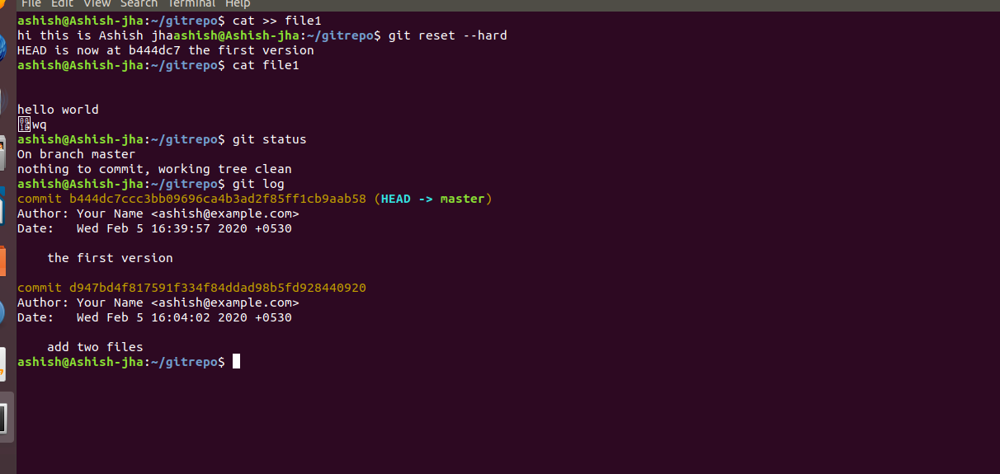 File Edit View Search Terminal Help
ashish@Ashish-jha:~/gitrepo$ cat >> file1
hi this is Ashish jhaashish@Ashish-jha:~/gitrepo$ git reset --hard
HEAD is now at b444dc7 the first version
ashish@Ashish-jha:~/gitrepo$ cat file1
hello world
wq
ashish@Ashish-jha:~/gitrepo$ git status
On branch master
nothing to commit, working tree clean
ashish@Ashish-jha:~/gitrepo$ git log
commit b444dc7ccc3bb09696ca4b3ad2f85ff1cb9aab58 (HEAD -> master)
Author: Your Name <ashish@example.com>
Date:   Wed Feb 5 16:39:57 2020 +0530
    the first version
commit d947bd4f817591f334f84ddad98b5fd928440920
Author: Your Name <ashish@example.com>
Date:   Wed Feb 5 16:04:02 2020 +0530
    add two files
ashish@Ashish-jha:~/gitrepo$